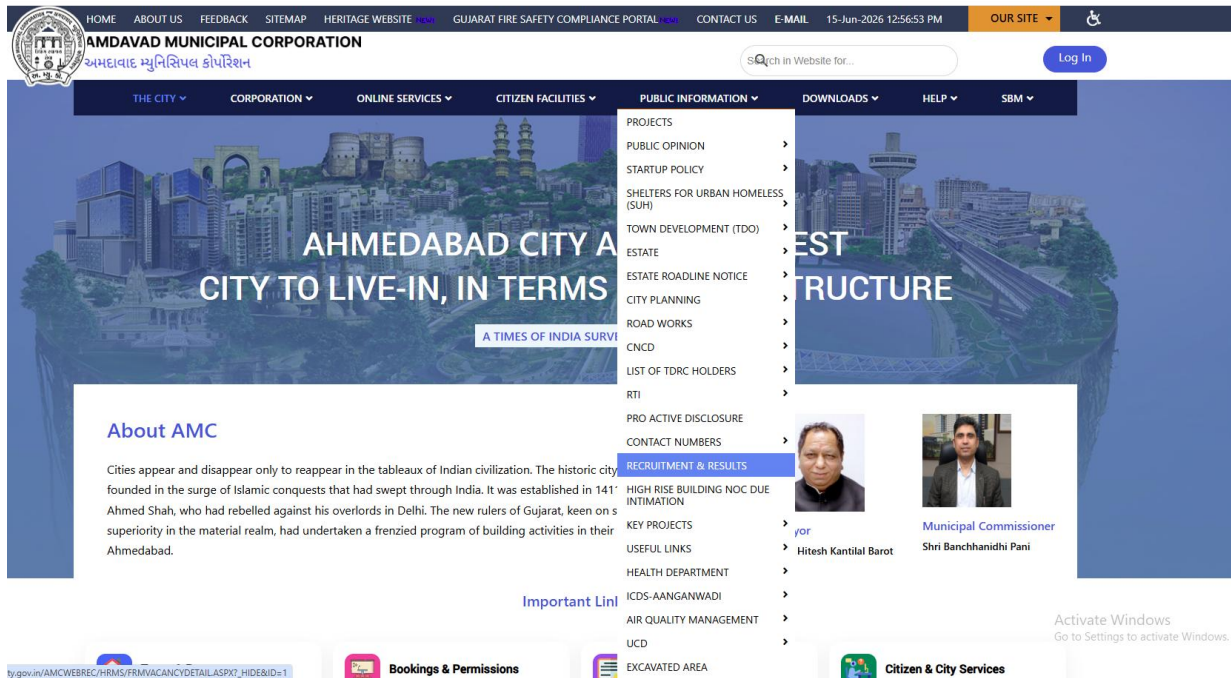 HOME ABOUT US FEEDBACK SITEMAP HERITAGE WEBSITE GUJARAT FIRE SAFETY COMPLIANCE PORTAL CONTACT US E-MAIL 15-Jun-2026 12:56:53 PM OUR SITE
AMDAVAD MUNICIPAL CORPORATION
અમદાવાદ મ્યુનિસિપલ કોર્પોરેશન
Search in Website for...
Log In
THE CITY CORPORATION ONLINE SERVICES CITIZEN FACILITIES PUBLIC INFORMATION DOWNLOADS HELP SBM
PROJECTS
PUBLIC OPINION
STARTUP POLICY
SHELTERS FOR URBAN HOMELESS
(SUH)
TOWN DEVELOPMENT (TDO)
ESTATE
ESTATE ROADLINE NOTICE
CITY PLANNING
ROAD WORKS
CNCD
LIST OF TDRC HOLDERS
RTI
PRO ACTIVE DISCLOSURE
CONTACT NUMBERS
RECRUITMENT & RESULTS
HIGH RISE BUILDING NOC DUE
INTIMATION
KEY PROJECTS
USEFUL LINKS
HEALTH DEPARTMENT
ICDS-AANGANWADI
AIR QUALITY MANAGEMENT
UCD
EXCAVATED AREA
AHMEDABAD CITY A EST
CITY TO LIVE-IN, IN TERMS TRUCTURE
A TIMES OF INDIA SURVE
About AMC
Cities appear and disappear only to reappear in the tableaux of Indian civilization. The historic city
founded in the surge of Islamic conquests that had swept through India. It was established in 141
Ahmed Shah, who had rebelled against his overlords in Delhi. The new rulers of Gujarat, keen on s
superiority in the material realm, had undertaken a frenzied program of building activities in their
Ahmedabad.
yor
Hitesh Kantilal Barot
Municipal Commissioner
Shri Banchhanidhi Pani
Important Lin
Activate Windows
Go to Settings to activate Windows.
Bookings & Permissions
Citizen & City Services
ty.gov.in/AMCWEBREC/HRMS/FRMVACANCYDETAIL.ASPX?_HIDE&ID=1